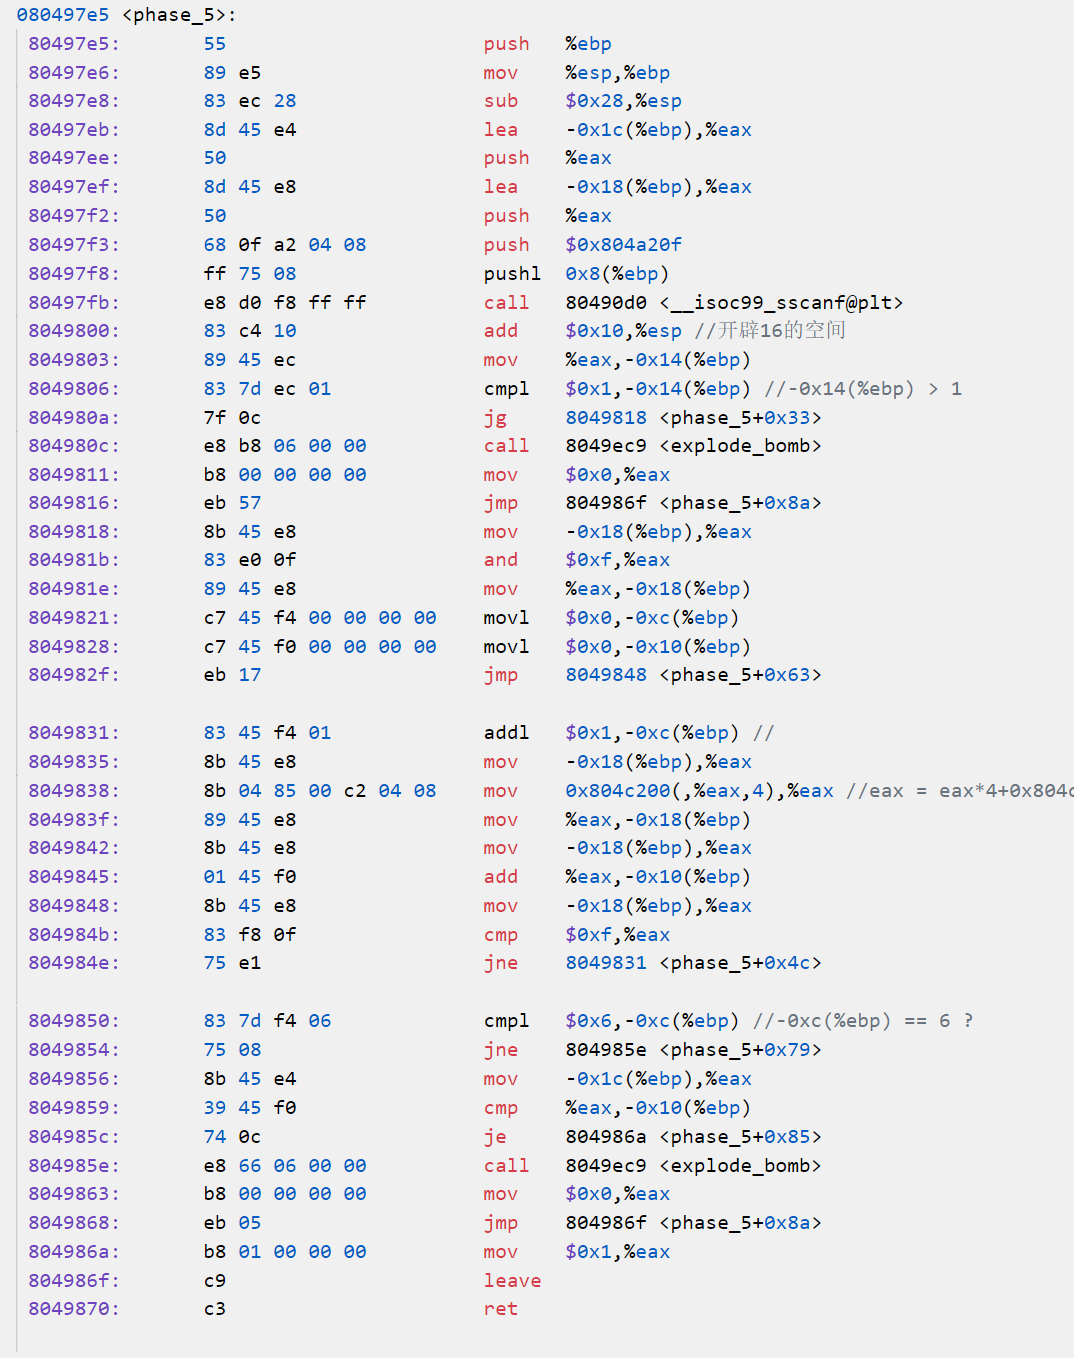 080497e5 <phase_5>:
80497e5: 55 push %ebp
80497e6: 89 e5 mov %esp,%ebp
80497e8: 83 ec 28 sub $0x28,%esp
80497eb: 8d 45 e4 lea -0x1c(%ebp),%eax
80497ee: 50 push %eax
80497ef: 8d 45 e8 lea -0x18(%ebp),%eax
80497f2: 50 push %eax
80497f3: 68 0f a2 04 08 push $0x804a20f
80497f8: ff 75 08 pushl 0x8(%ebp)
80497fb: e8 d0 f8 ff ff call 80490d0 <__isoc99_sscanf@plt>
8049800: 83 c4 10 add $0x10,%esp //开辟16的空间
8049803: 89 45 ec mov %eax,-0x14(%ebp)
8049806: 83 7d ec 01 cmpl $0x1,-0x14(%ebp) //-0x14(%ebp) > 1
804980a: 7f 0c jg 8049818 <phase_5+0x33>
804980c: e8 b8 06 00 00 call 8049ec9 <explode_bomb>
8049811: b8 00 00 00 00 mov $0x0,%eax
8049816: eb 57 jmp 804986f <phase_5+0x8a>
8049818: 8b 45 e8 mov -0x18(%ebp),%eax
804981b: 83 e0 0f and $0xf,%eax
804981e: 89 45 e8 mov %eax,-0x18(%ebp)
8049821: c7 45 f4 00 00 00 00 movl $0x0,-0xc(%ebp)
8049828: c7 45 f0 00 00 00 00 movl $0x0,-0x10(%ebp)
804982f: eb 17 jmp 8049848 <phase_5+0x63>
8049831: 83 45 f4 01 addl $0x1,-0xc(%ebp) //
8049835: 8b 45 e8 mov -0x18(%ebp),%eax
8049838: 8b 04 85 00 c2 04 08 mov 0x804c200(,%eax,4),%eax //eax = eax*4+0x804c
804983f: 89 45 e8 mov %eax,-0x18(%ebp)
8049842: 8b 45 e8 mov -0x18(%ebp),%eax
8049845: 01 45 f0 add %eax,-0x10(%ebp)
8049848: 8b 45 e8 mov -0x18(%ebp),%eax
804984b: 83 f8 0f cmp $0xf,%eax
804984e: 75 e1 jne 8049831 <phase_5+0x4c>
8049850: 83 7d f4 06 cmpl $0x6,-0xc(%ebp) //-0xc(%ebp) == 6 ?
8049854: 75 08 jne 804985e <phase_5+0x79>
8049856: 8b 45 e4 mov -0x1c(%ebp),%eax
8049859: 39 45 f0 cmp %eax,-0x10(%ebp)
804985c: 74 0c je 804986a <phase_5+0x85>
804985e: e8 66 06 00 00 call 8049ec9 <explode_bomb>
8049863: b8 00 00 00 00 mov $0x0,%eax
8049868: eb 05 jmp 804986f <phase_5+0x8a>
804986a: b8 01 00 00 00 mov $0x1,%eax
804986f: c9 leave
8049870: c3 ret